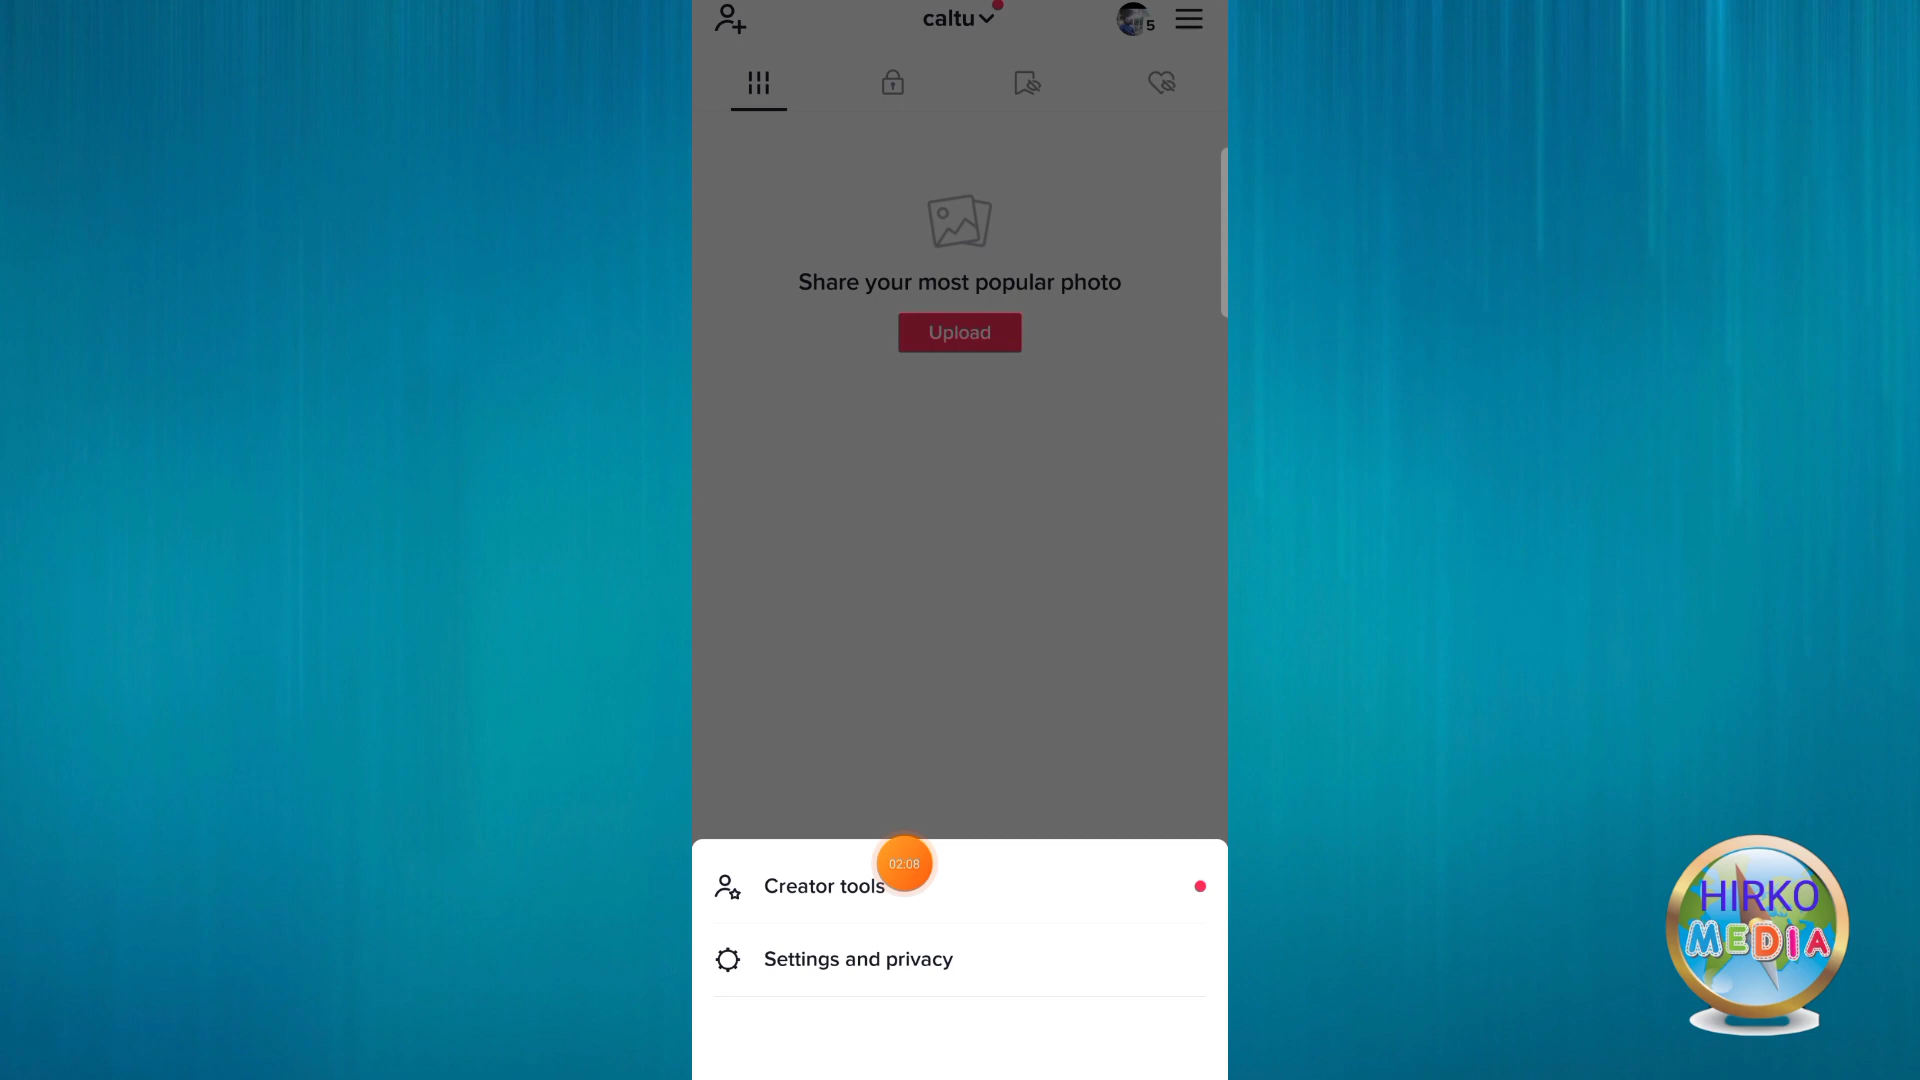 caltu
5
Share your most popular photo
Upload
02:08
Creator tools
Settings and privacy
HIRKO
MEDIA